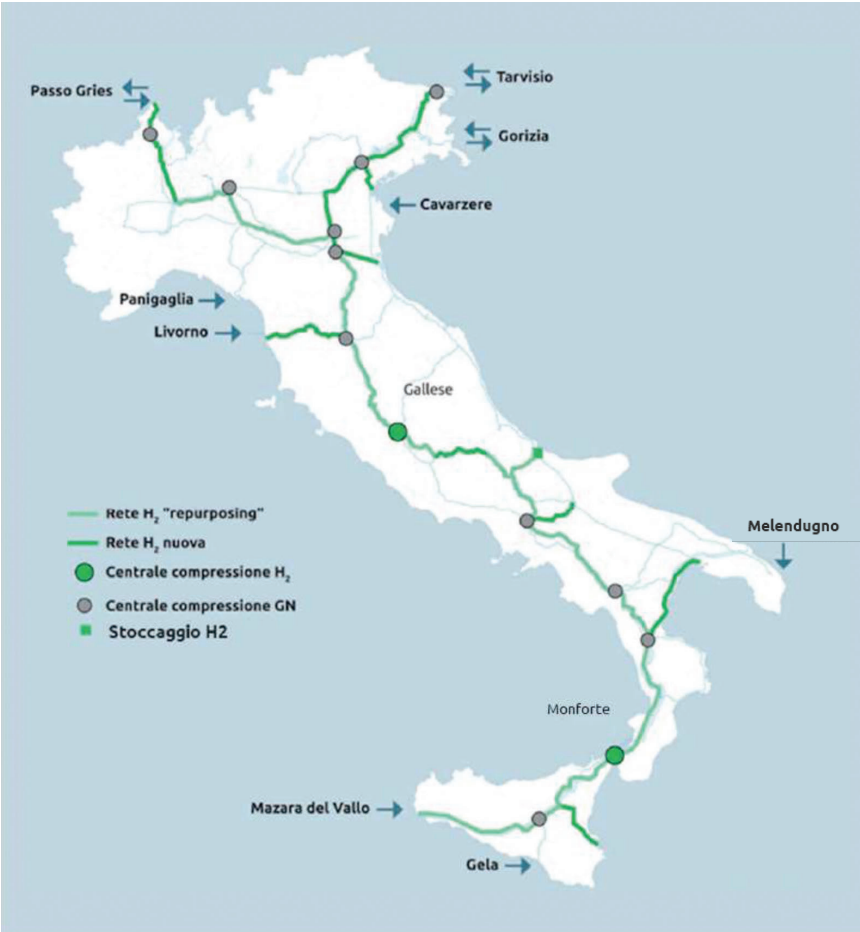 Tarvisio
Passo Gries
Gorizia
Cavarzere
Panigaglia
Livorno
Gallese
Rete H₂ "repurposing"
Rete H₂ nuova
Melendugno
Centrale compressione H₂
Centrale compressione GN
Stoccaggio H2
Monforte
Mazara del Vallo
Gela